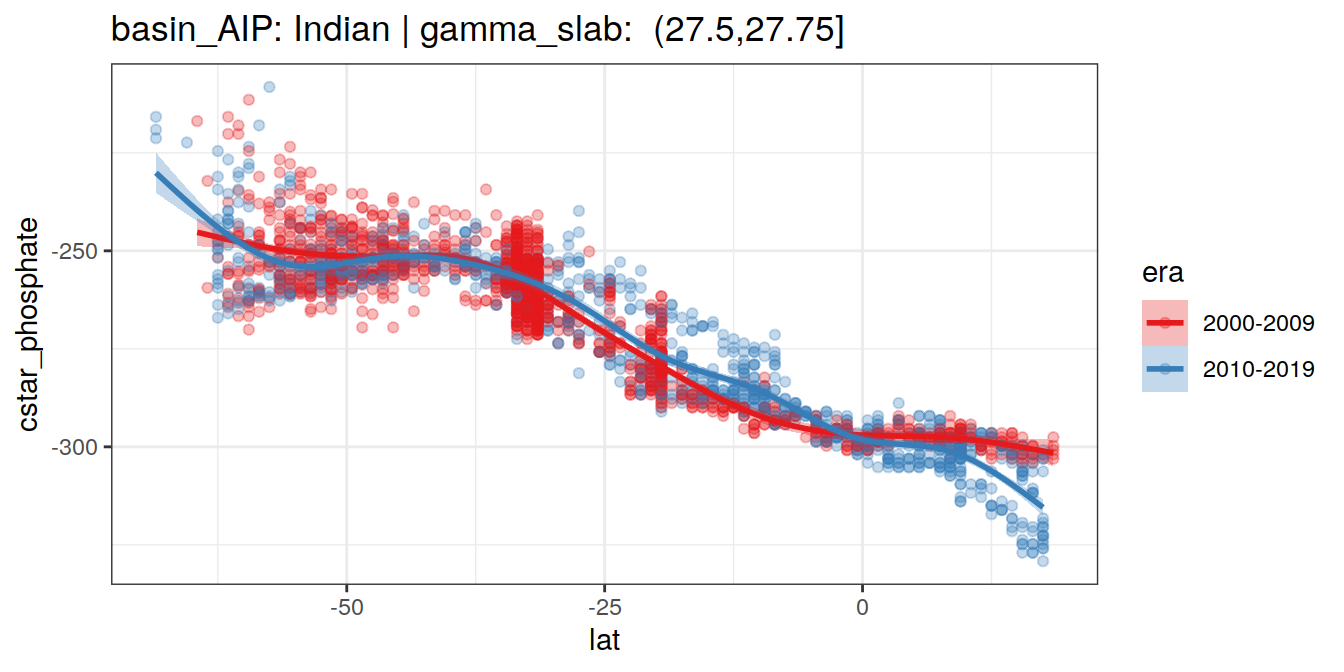 basin_AIP: Indian | gamma_slab:  (27.5,27.75]
cstar_phosphate
-250
-300
-50
-25
0
lat
era
2000-2009
2010-2019